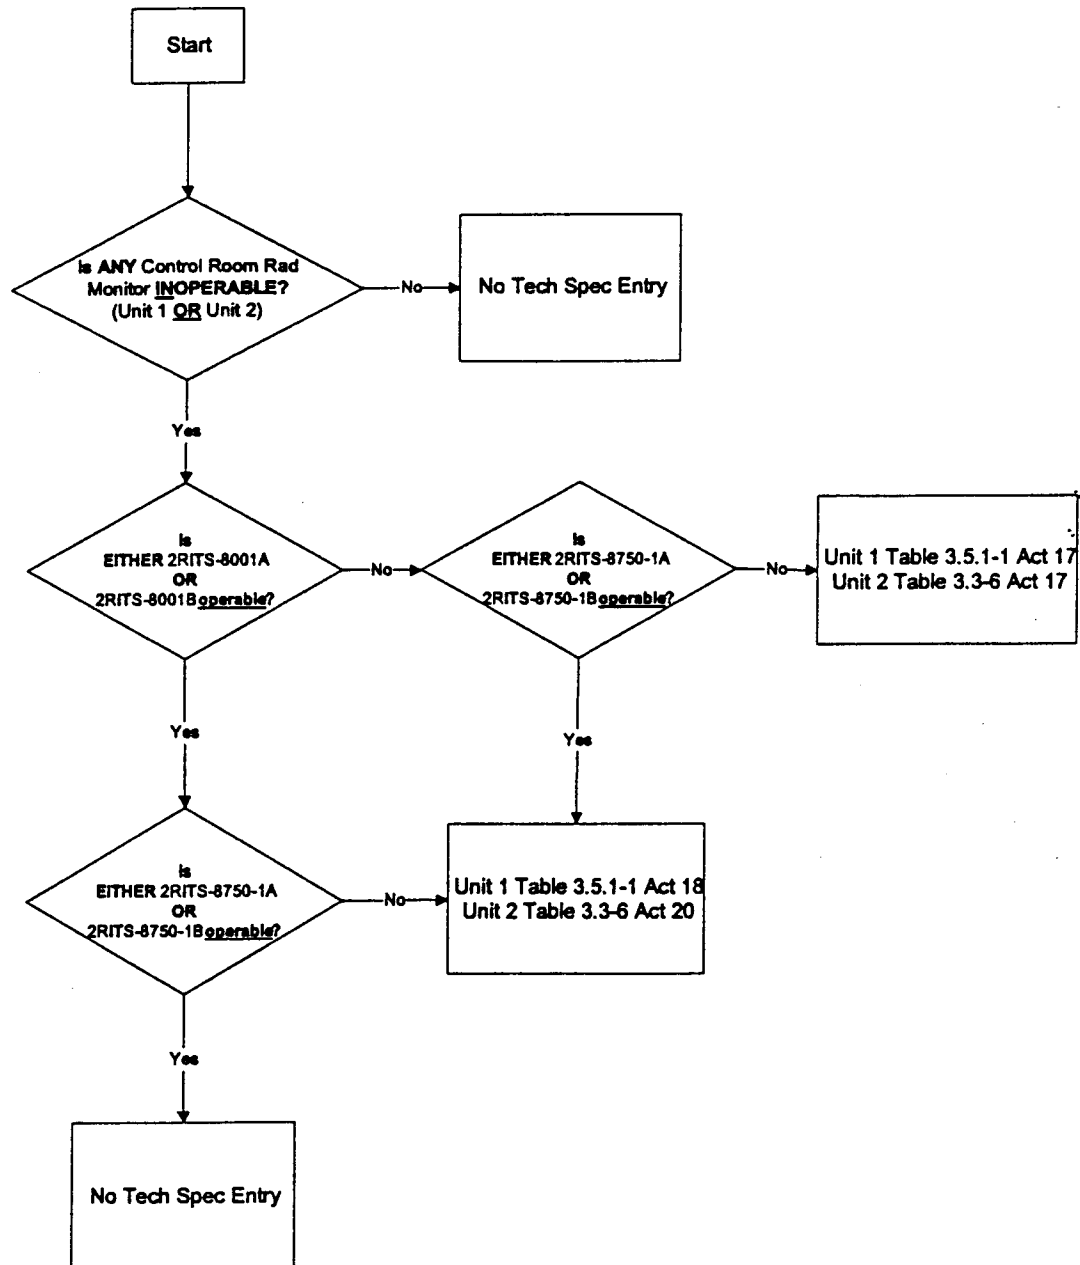 Start
Is ANY Control Room Rad
Monitor INOPERABLE?
(Unit 1 OR Unit 2)
No
No Tech Spec Entry
Yes
Is
EITHER 2RITS-8001A
OR
2RITS-8001B operable?
No
Is
EITHER 2RITS-8750-1A
OR
2RITS-8750-1B operable?
No
Unit 1 Table 3.5.1-1 Act 17
Unit 2 Table 3.3-6 Act 17
Yes
Yes
Is
EITHER 2RITS-8750-1A
OR
2RITS-8750-1B operable?
No
Unit 1 Table 3.5.1-1 Act 18
Unit 2 Table 3.3-6 Act 20
Yes
No Tech Spec Entry